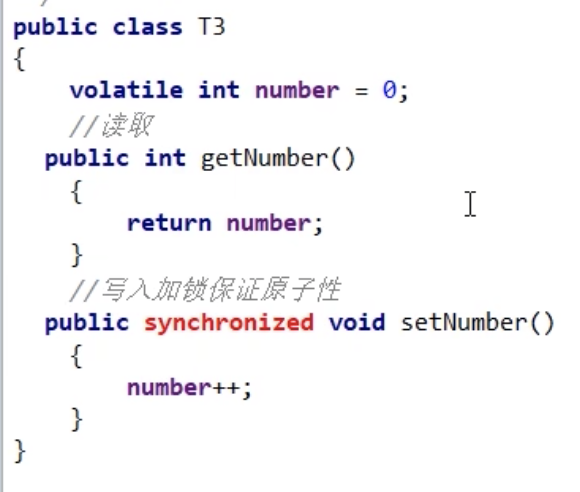 public class T3
{
volatile int number = 0;
//读取
public int getNumber()
{
return number;
}
//写入加锁保证原子性
public synchronized void setNumber()
{
number++;
}
}